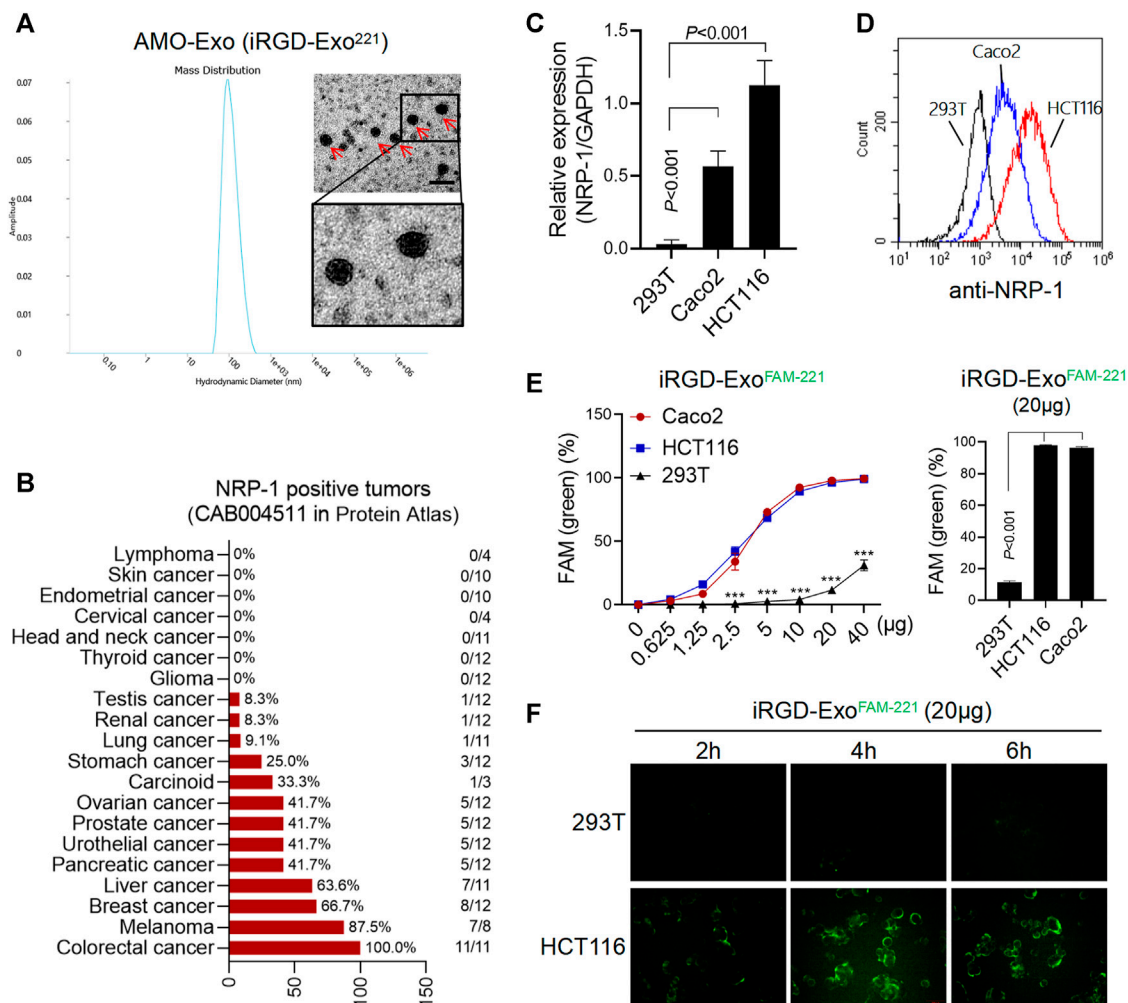 A
AMO-Exo (iRGD-Exo221)
Mass Distribution
Amplitude
0.07
0.06
0.05
0.04
0.03
0.02
0.01
0
0.10
1
10
100
1e+03
1e+04
1e+05
1e+06
Hydrodynamic Diameter (nm)
B
NRP-1 positive tumors
(CAB004511 in Protein Atlas)
Lymphoma 0% 0/4
Skin cancer 0% 0/10
Endometrial cancer 0% 0/10
Cervical cancer 0% 0/4
Head and neck cancer 0% 0/11
Thyroid cancer 0% 0/12
Glioma 0% 0/12
Testis cancer 8.3% 1/12
Renal cancer 8.3% 1/12
Lung cancer 9.1% 1/11
Stomach cancer 25.0% 3/12
Carcinoid 33.3% 1/3
Ovarian cancer 41.7% 5/12
Prostate cancer 41.7% 5/12
Urothelial cancer 41.7% 5/12
Pancreatic cancer 41.7% 5/12
Liver cancer 63.6% 7/11
Breast cancer 66.7% 8/12
Melanoma 87.5% 7/8
Colorectal cancer 100.0% 11/11
0 50 100 150
C
Relative expression
(NRP-1/GAPDH)
1.5
1.0
0.5
0.0
P<0.001
P<0.001
293T
Caco2
HCT116
D
Count
200
0
Caco2
293T
HCT116
10^1 10^2 10^3 10^4 10^5 10^6
anti-NRP-1
E
iRGD-ExoFAM-221
FAM (green) (%)
150
100
50
0
Caco2
HCT116
293T
*** *** *** *** ***
0 0.625 1.25 2.5 5 10 20 40 (µg)
iRGD-ExoFAM-221
(20µg)
FAM (green) (%)
100
80
60
40
20
0
P<0.001
293T
HCT116
Caco2
F
iRGD-ExoFAM-221 (20µg)
2h 4h 6h
293T
HCT116